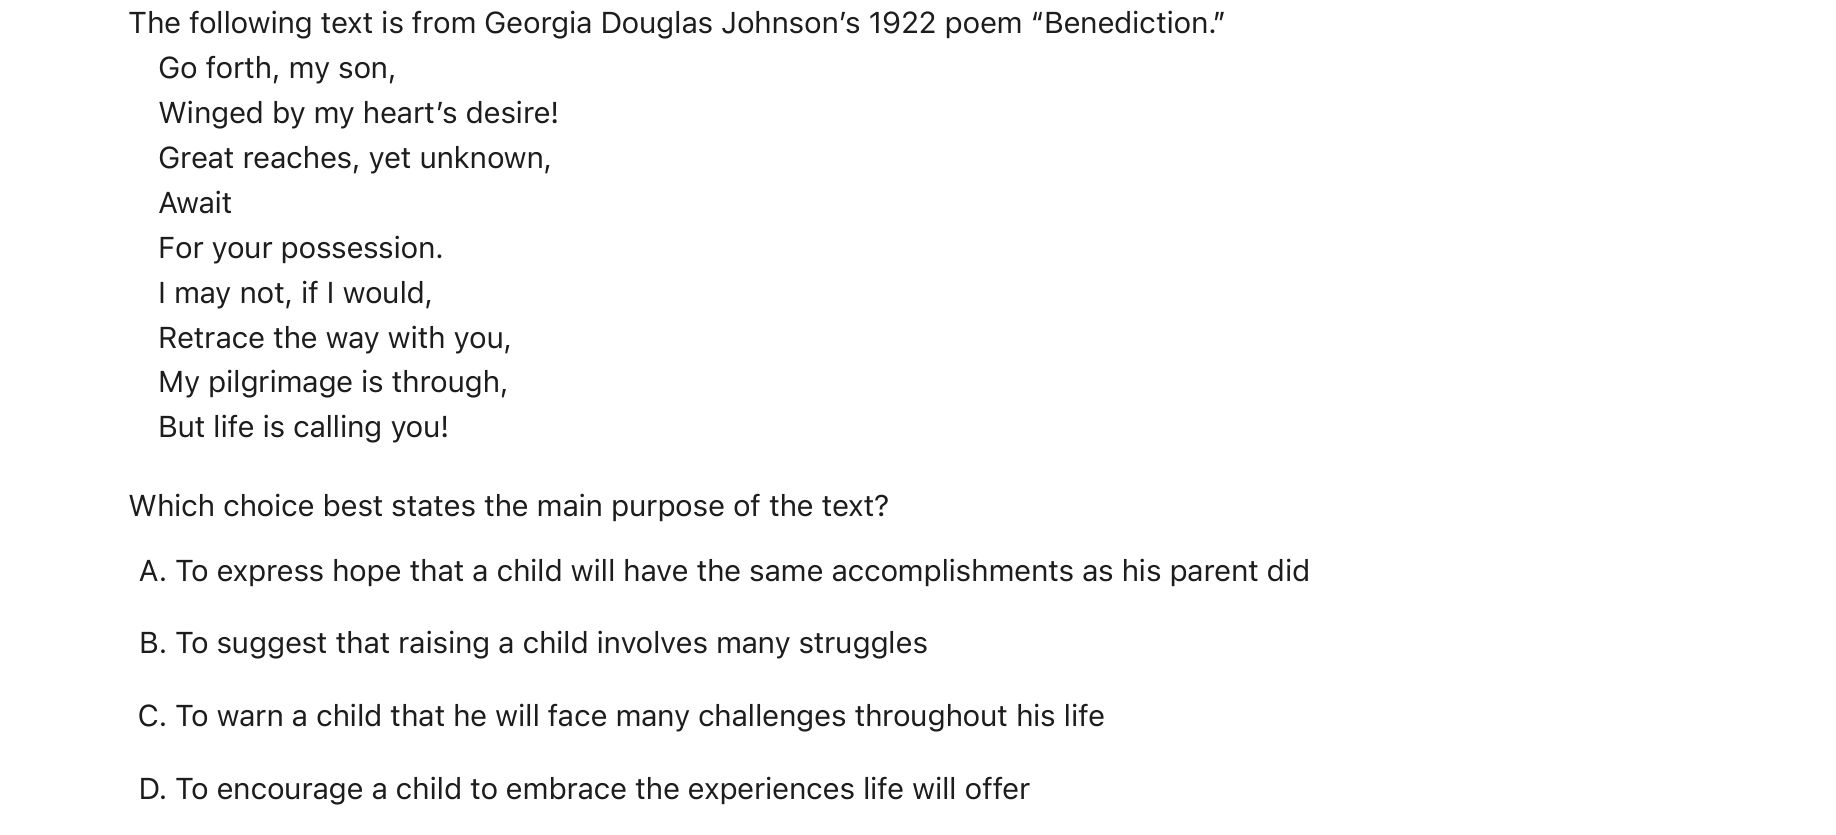 The following text is from Georgia Douglas Johnson’s 1922 poem “Benediction.”
Go forth, my son,
Winged by my heart’s desire!
Great reaches, yet unknown,
Await
For your possession.
I may not, if I would,
Retrace the way with you,
My pilgrimage is through,
But life is calling you!
Which choice best states the main purpose of the text?
A. To express hope that a child will have the same accomplishments as his parent did
B. To suggest that raising a child involves many struggles
C. To warn a child that he will face many challenges throughout his life
D. To encourage a child to embrace the experiences life will offer